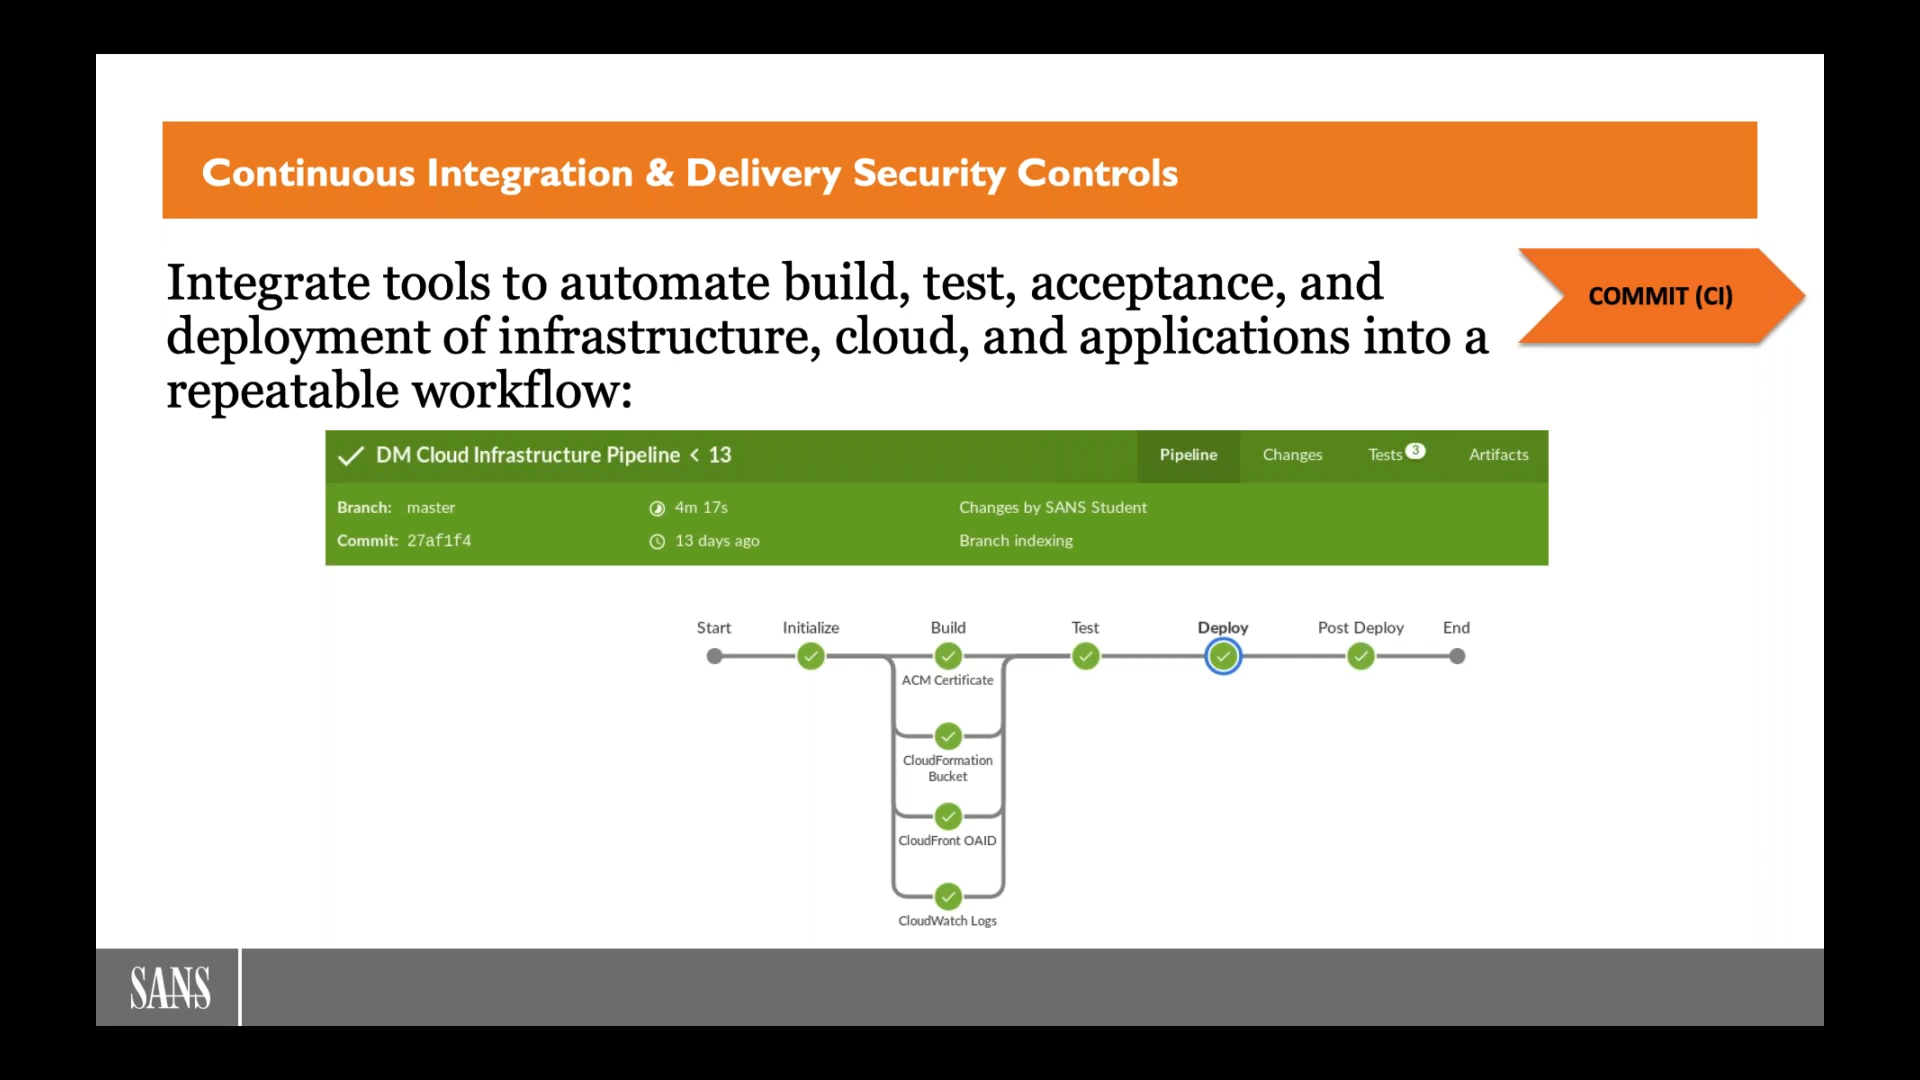 Continuous Integration & Delivery Security Controls
Integrate tools to automate build, test, acceptance, and
deployment of infrastructure, cloud, and applications into a
repeatable workflow:
COMMIT (CI)
DM Cloud Infrastructure Pipeline < 13
Pipeline Changes Tests 3 Artifacts
Branch: master 4m 17s Changes by SANS Student
Commit: 27af1f4 13 days ago Branch indexing
Start Initialize Build Test Deploy Post Deploy End
ACM Certificate
CloudFormation
Bucket
CloudFront OAID
CloudWatch Logs
SANS